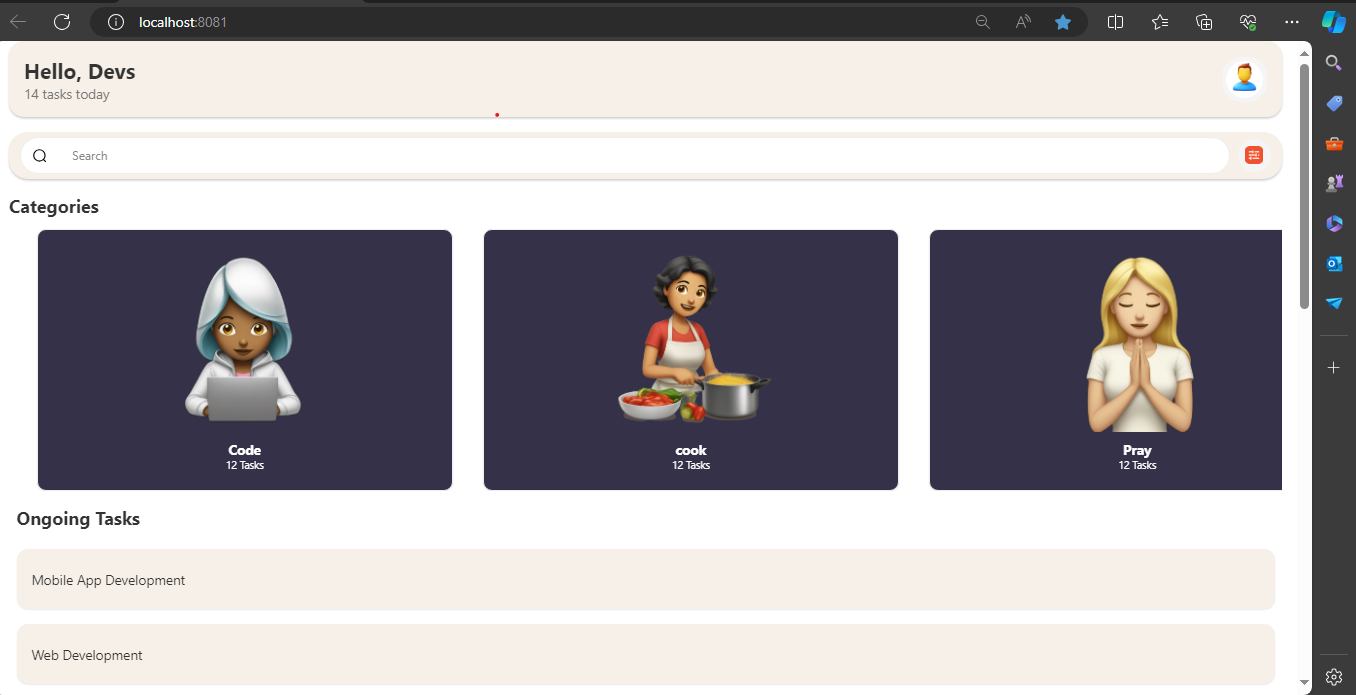 localhost:8081
Hello, Devs
14 tasks today
Search
Categories
Code
12 Tasks
cook
12 Tasks
Pray
12 Tasks
Ongoing Tasks
Mobile App Development
Web Development